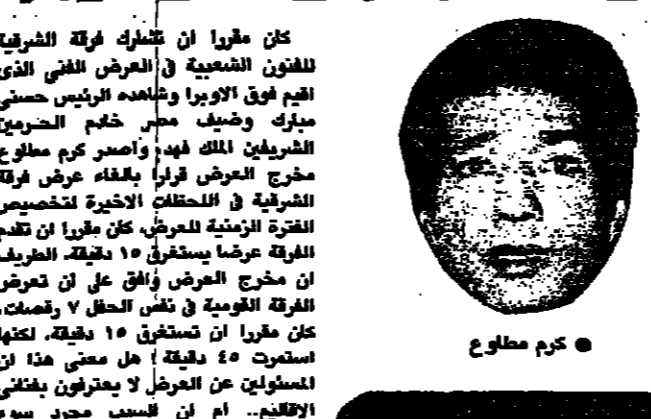 كان مقررا ان تشارك فرقة الشرقية
للفنون الشعبية في العرض الفني الذي
اقيم فوق الاوبرا وشاهده الرئيس حسني
مبارك وضيف مصر خادم الحرمين
الشريفين الملك فهد، واصدر كرم مطاوع
مخرج العرض قرارا بالغاء عرض فرقة
الشرقية في اللحظات الاخيرة لتخصيص
الفترة الزمنية للعرض، كان مقررا ان تقدم
الفرقة عرضا يستغرق ١٥ دقيقة. الطريف
ان مخرج العرض وافق على ان تعرض
الفرقة القومية في نفس الحفل ٧ رقصات،
كان مقررا ان تستغرق ١٥ دقيقة، لكنها
استمرت ٤٥ دقيقة ! هل معنى هذا ان
المسئولين عن العرض لا يعترفون بفناني
الاقاليم.. ام ان السبب مجرد سوء
● كرم مطاوع